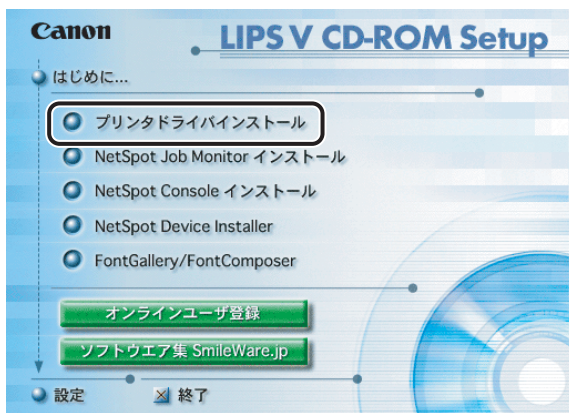 Canon
LIPS V CD-ROM Setup
はじめに...
プリンタドライバインストール
NetSpot Job Monitor インストール
NetSpot Console インストール
NetSpot Device Installer
FontGallery/FontComposer
オンラインユーザ登録
ソフトウエア集 SmileWare.jp
設定
終了